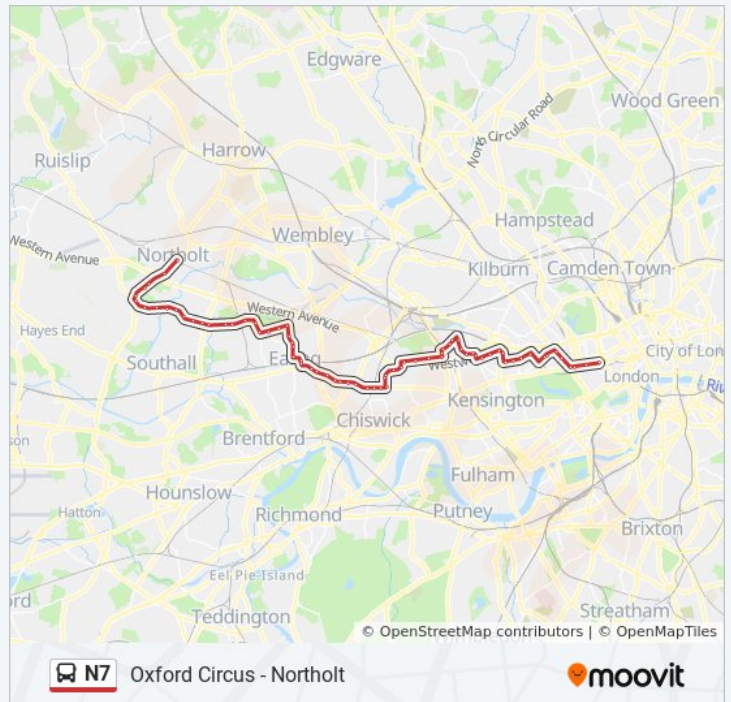 Edgware
Wood Green
North Circular Road
Harrow
Ruislip
Hampstead
Wembley
Western Avenue
Northolt
Kilburn
Camden Town
Western Avenue
Hayes End
Southall
City of Lon
London
Kensington
Chiswick
Brentford
Fulham
Hounslow
Putney
Hatton
Richmond
Brixton
Eel Pie Island
ord
Teddington
Streatham
© OpenStreetMap contributors | © OpenMapTiles
N7 Oxford Circus - Northolt
moovit